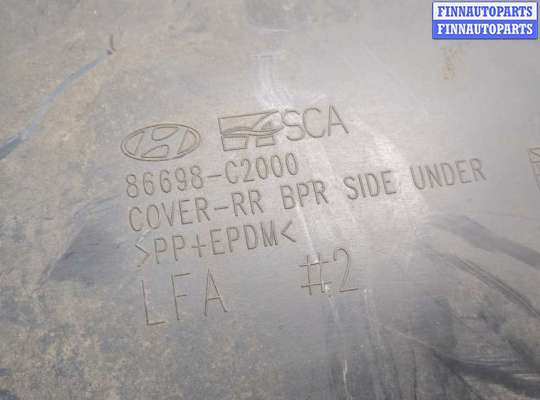 FINNAUTOPARTS
FINNAUTOPARTS
SCA
86698-C2000
COVER-RR BPR SIDE UNDER
>PP+EPDM<
LFA #2